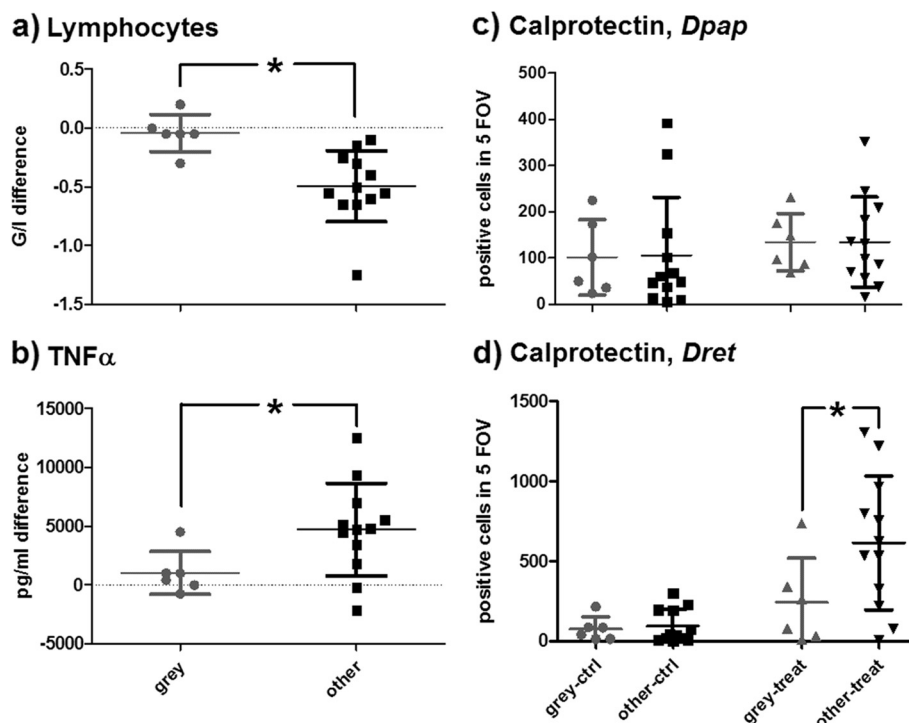 a) Lymphocytes
*
0.5
0.0
-0.5
-1.0
-1.5
G/l difference
b) TNFα
*
15000
10000
5000
0
-5000
pg/ml difference
grey
other
c) Calprotectin, Dpap
500
400
300
200
100
0
positive cells in 5 FOV
d) Calprotectin, Dret
*
1500
1000
500
0
positive cells in 5 FOV
grey-ctrl
other-ctrl
grey-treat
other-treat